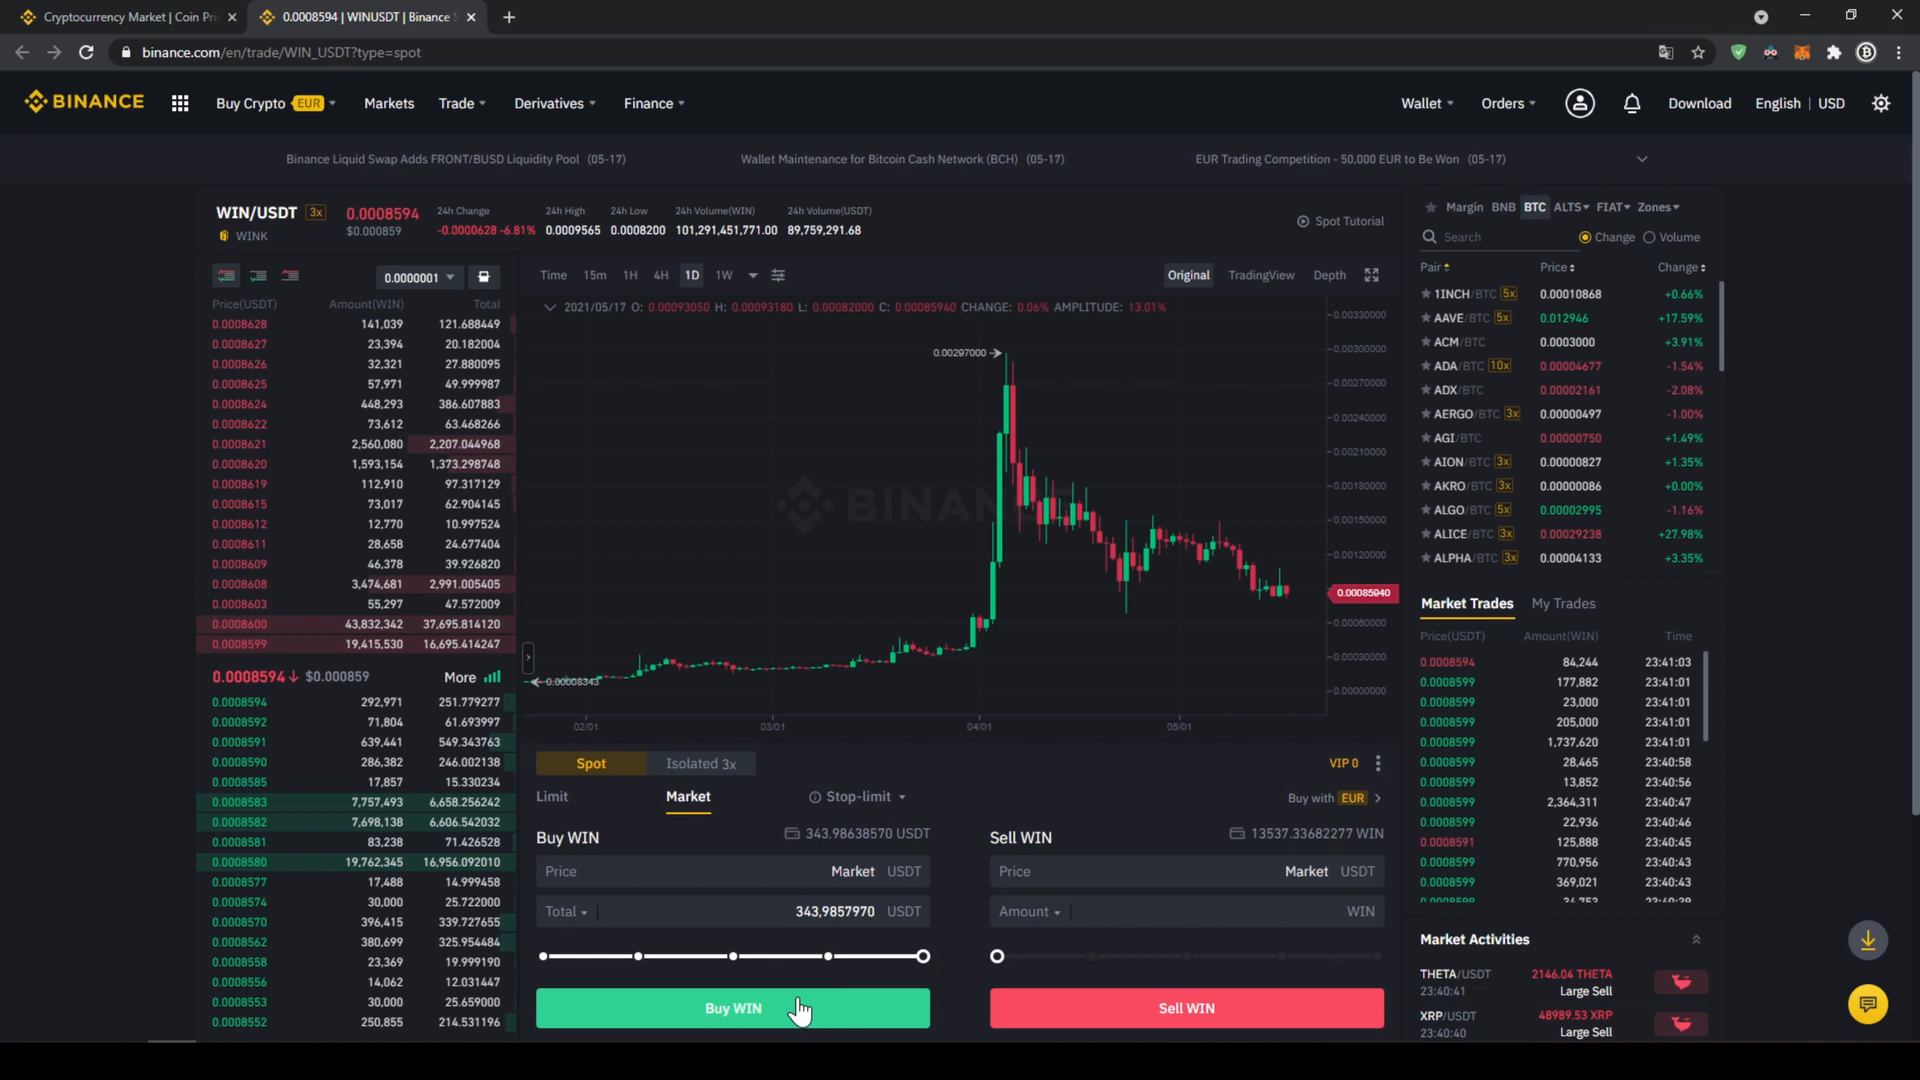 Cryptocurrency Market | Coin Pri
0.0008594 | WINUSDT | Binance S
binance.com/en/trade/WIN_USDT?type=spot
BINANCE
Buy Crypto EUR
Markets
Trade
Derivatives
Finance
Wallet
Orders
Download
English | USD
Binance Liquid Swap Adds FRONT/BUSD Liquidity Pool (05-17)
Wallet Maintenance for Bitcoin Cash Network (BCH) (05-17)
EUR Trading Competition - 50.000 EUR to Be Won (05-17)
WIN/USDT 3x
WINK
0.0008594
$0.000859
24h Change
-0.0000628 -6.81%
24h High
0.0009565
24h Low
0.0008200
24h Volume(WIN)
101,291,451,771.00
24h Volume(USDT)
89,759,291.68
Spot Tutorial
0.0000001
Price(USDT) Amount(WIN) Total
0.0008628 141,039 121.688449
0.0008627 23,394 20.182004
0.0008626 32,321 27.880095
0.0008625 57,971 49.999987
0.0008624 448,293 386.607883
0.0008622 73,612 63.468266
0.0008621 2,560,080 2,207.044968
0.0008620 1,593,154 1,373.298748
0.0008619 112,910 97.317129
0.0008615 73,017 62.904145
0.0008612 12,770 10.997524
0.0008611 28,658 24.677404
0.0008609 46,378 39.926820
0.0008608 3,474,681 2,991.005405
0.0008603 55,297 47.572009
0.0008600 43,832,342 37,695.814120
0.0008599 19,415,530 16,695.414247
0.0008594 $0.000859 More
0.0008594 292,971 251.779277
0.0008592 71,804 61.693997
0.0008591 639,441 549.343763
0.0008590 286,382 246.002138
0.0008585 17,857 15.330234
0.0008583 7,757,493 6,658.256242
0.0008582 7,698,138 6,606.542032
0.0008581 83,238 71.426528
0.0008580 19,762,345 16,956.092010
0.0008577 17,488 14.999458
0.0008574 30,000 25.722000
0.0008570 396,415 339.727655
0.0008562 380,699 325.954484
0.0008558 23,369 19.999190
0.0008556 14,062 12.031447
0.0008553 30,000 25.659000
0.0008552 250,855 214.531196
Time 15m 1H 4H 1D 1W
Original TradingView Depth
2021/05/17 O: 0.00093050 H: 0.00093180 L: 0.00082000 C: 0.00085940 CHANGE: 0.06% AMPLITUDE: 13.01%
0.00330000
0.00300000
0.00270000
0.00240000
0.00210000
0.00180000
0.00150000
0.00120000
0.00085940
0.00060000
0.00030000
0.00000000
0.00297000
BINANCE
0.00008343
02/01 03/01 04/01 05/01
Spot
Isolated 3x
VIP 0
Limit
Market
Stop-limit
Buy with EUR
Buy WIN
343.98638570 USDT
Price Market USDT
Total 343,9857970 USDT
Buy WIN
Sell WIN
13537.33682277 WIN
Price Market USDT
Amount WIN
Sell WIN
Margin BNB BTC ALTS FIAT Zones
Search
Change
Volume
Pair Price Change
1INCH/BTC 5x 0.00010868 +0.66%
AAVE/BTC 5x 0.012946 +17.59%
ACM/BTC 0.0003000 +3.91%
ADA/BTC 10x 0.00004677 -1.54%
ADX/BTC 0.00002161 -2.08%
AERGO/BTC 3x 0.00000497 -1.00%
AGI/BTC 0.00000750 +1.49%
AION/BTC 3x 0.00000827 +1.35%
AKRO/BTC 3x 0.00000086 +0.00%
ALGO/BTC 5x 0.00002995 -1.16%
ALICE/BTC 3x 0.00029238 +27.98%
ALPHA/BTC 3x 0.00004133 +3.35%
Market Trades
My Trades
Price(USDT) Amount(WIN) Time
0.0008594 84,244 23:41:03
0.0008599 177,882 23:41:01
0.0008599 23,000 23:41:01
0.0008599 205,000 23:41:01
0.0008599 1,737,620 23:41:01
0.0008599 28,465 23:40:58
0.0008599 13,852 23:40:56
0.0008599 2,364,311 23:40:47
0.0008599 22,936 23:40:46
0.0008591 125,888 23:40:45
0.0008599 770,956 23:40:43
0.0008599 369,021 23:40:43
Market Activities
THETA/USDT 2146.04 THETA
23:40:41 Large Sell
XRP/USDT 48989.53 XRP
23:40:40 Large Sell